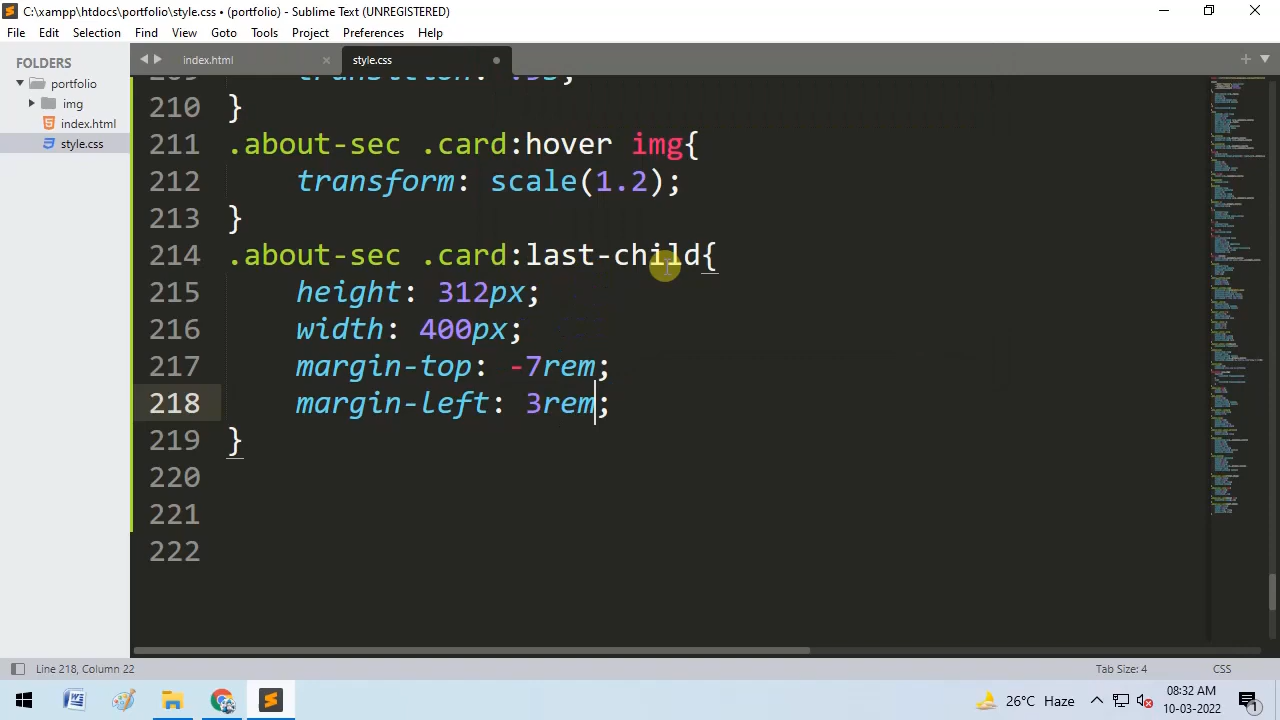 C:\xampp\htdocs\portfolio\style.css • (portfolio) - Sublime Text (UNREGISTERED)
File Edit Selection Find View Goto Tools Project Preferences Help
FOLDERS
portfolio
img
index.html
style.css
index.html × style.css
210 }
211 .about-sec .card:hover img{
212 transform: scale(1.2);
213 }
214 .about-sec .card:last-child{
215 height: 312px;
216 width: 400px;
217 margin-top: -7rem;
218 margin-left: 3rem;
219 }
220
221
222
Line 218, Column 22 Tab Size: 4 CSS
26°C Haze
08:32 AM
10-03-2022
1